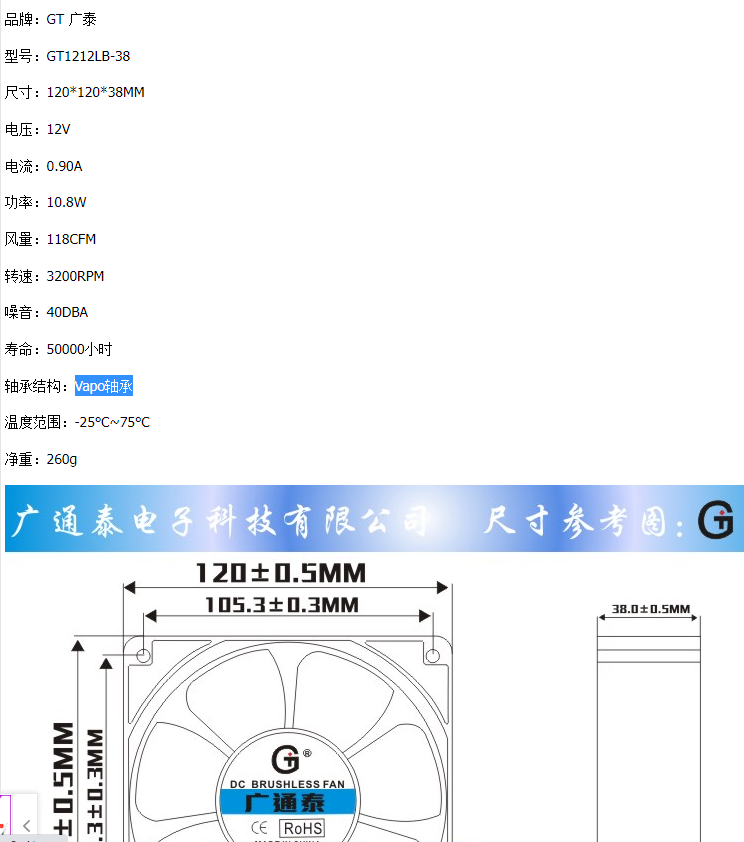 品牌：GT 广泰
型号：GT1212LB-38
尺寸：120*120*38MM
电压：12V
电流：0.90A
功率：10.8W
风量：118CFM
转速：3200RPM
噪音：40DBA
寿命：50000小时
轴承结构：Vapo轴承
温度范围：-25℃~75℃
净重：260g
广通泰电子科技有限公司 尺寸参考图：
120±0.5MM
105.3±0.3MM
38.0±0.5MM
±0.5MM
.3±0.3MM
®
DC BRUSHLESS FAN
广通泰
CE RoHS